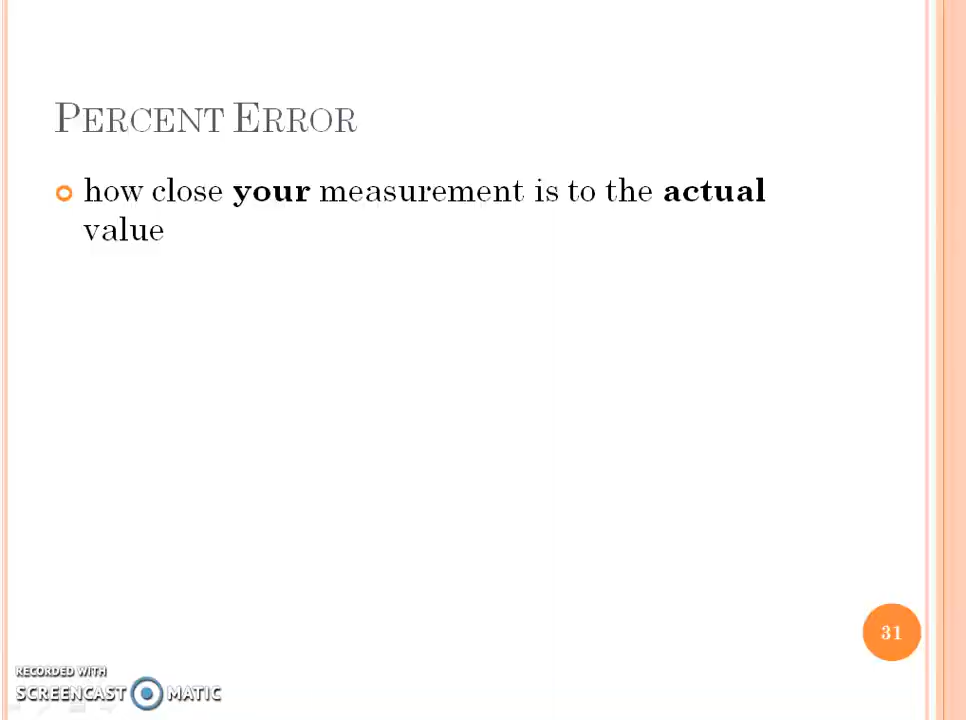 PERCENT ERROR
how close your measurement is to the actual
value
31
RECORDED WITH
SCREENCAST MATIC